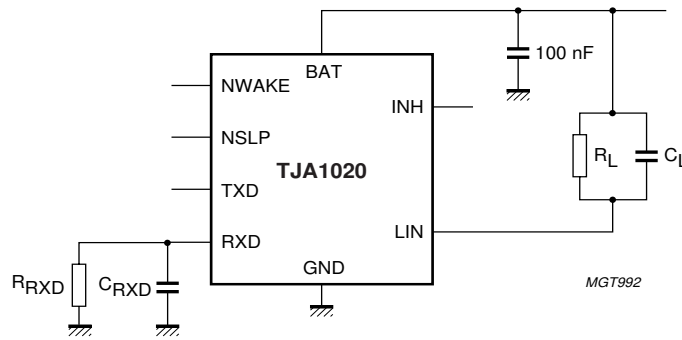 100 nF
BAT
NWAKE
INH
NSLP
RL
CL
TJA1020
TXD
RXD
LIN
GND
RRXD
CRXD
MGT992